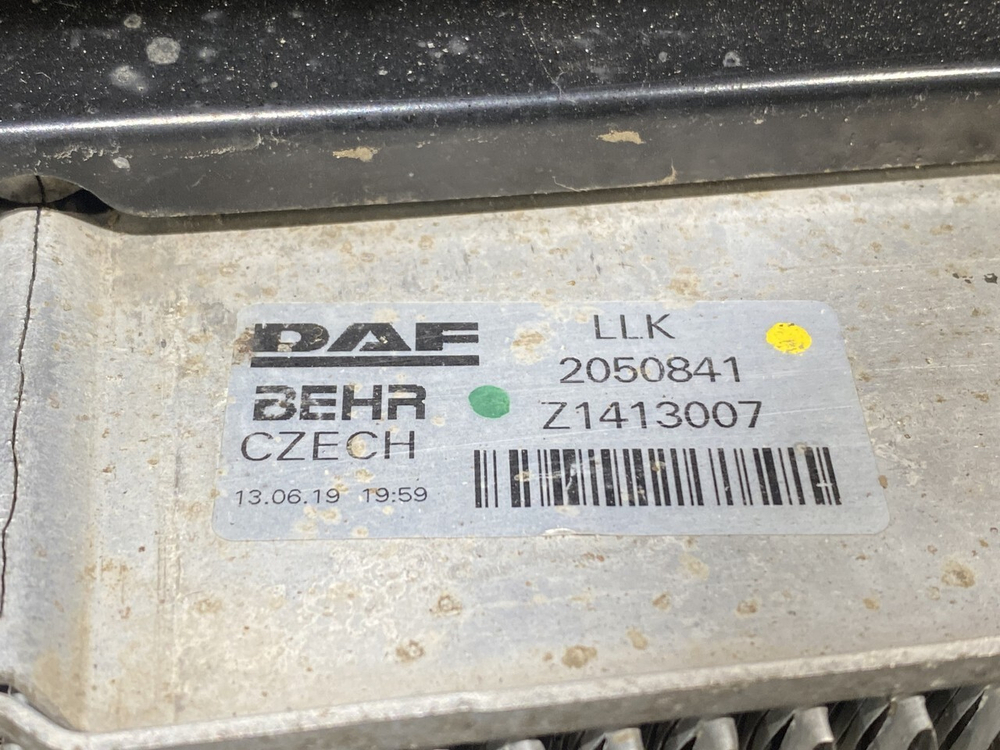 DAF
BEHR
CZECH
13.06.19 19:59
LLK
2050841
Z1413007